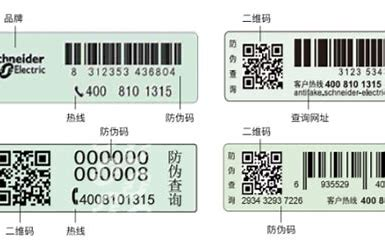 品牌
二维码
chneider
Electric
8 312353 436804
400 810 1315
热线
防伪码
防伪查询
3123 534
客户热线 400 810 1315
antifake.schneider-electric
查询网址
000000
000008
4008101315
防伪查询
二维码
热线
防伪码
二维码
防伪查询
6 935529 40
客户热线 400 8
2934 3293 7226
防伪码